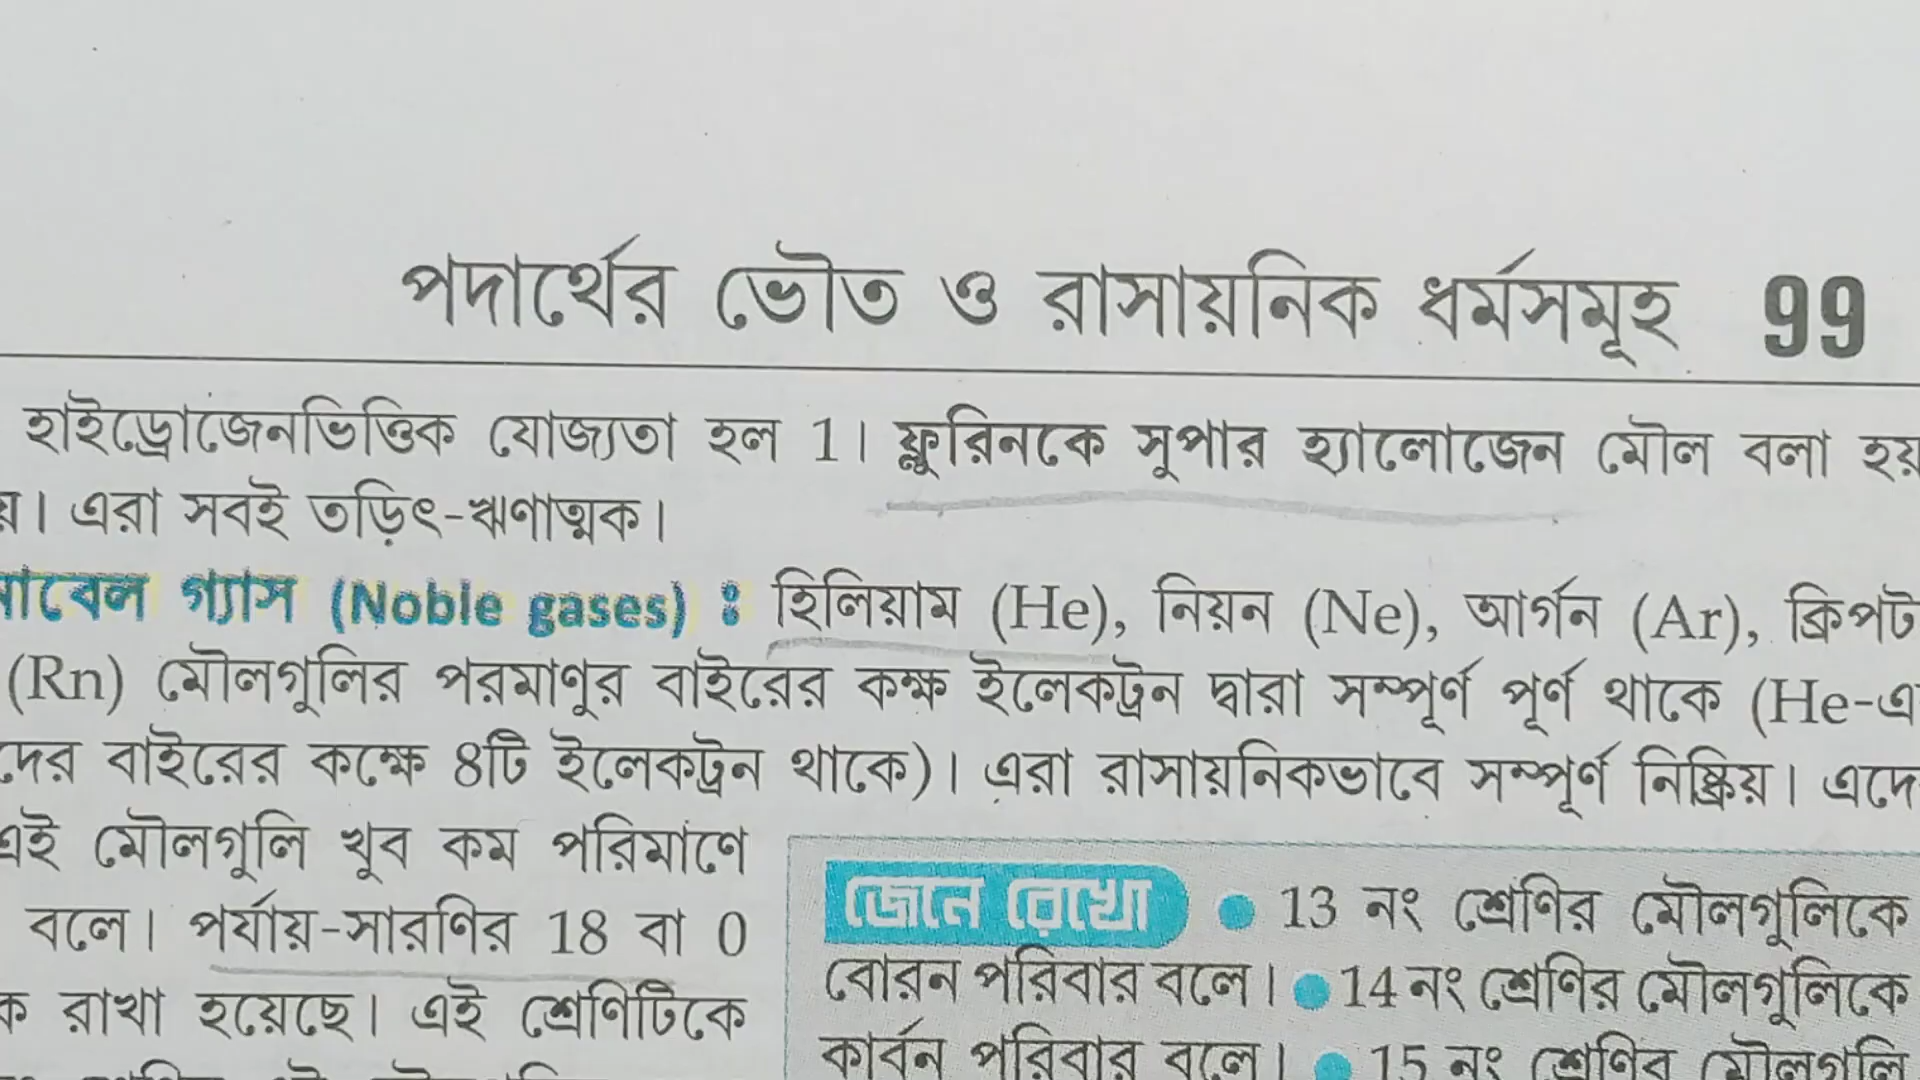 পদার্থের ভৌত ও রাসায়নিক ধর্মসমূহ 99
হাইড্রোজেনভিত্তিক যোজ্যতা হল 1। ফ্লুরিনকে সুপার হ্যালোজেন মৌল বলা হয়
য়। এরা সবই তড়িৎ-ঋণাত্মক।
াবেল গ্যাস (Noble gases) : হিলিয়াম (He), নিয়ন (Ne), আর্গন (Ar), ক্রিপট
(Rn) মৌলগুলির পরমাণুর বাইরের কক্ষ ইলেকট্রন দ্বারা সম্পূর্ণ পূর্ণ থাকে (He-এ
দের বাইরের কক্ষে 8টি ইলেকট্রন থাকে)। এরা রাসায়নিকভাবে সম্পূর্ণ নিষ্ক্রিয়। এদে
এই মৌলগুলি খুব কম পরিমাণে
বলে। পর্যায়-সারণির 18 বা 0
ক রাখা হয়েছে। এই শ্রেণিটিকে
জেনে রেখো ● 13 নং শ্রেণির মৌলগুলিকে
বোরন পরিবার বলে। ● 14 নং শ্রেণির মৌলগুলিকে
কার্বন পরিবার বলে। ● 15 নং শ্রেণির মৌলগুলি